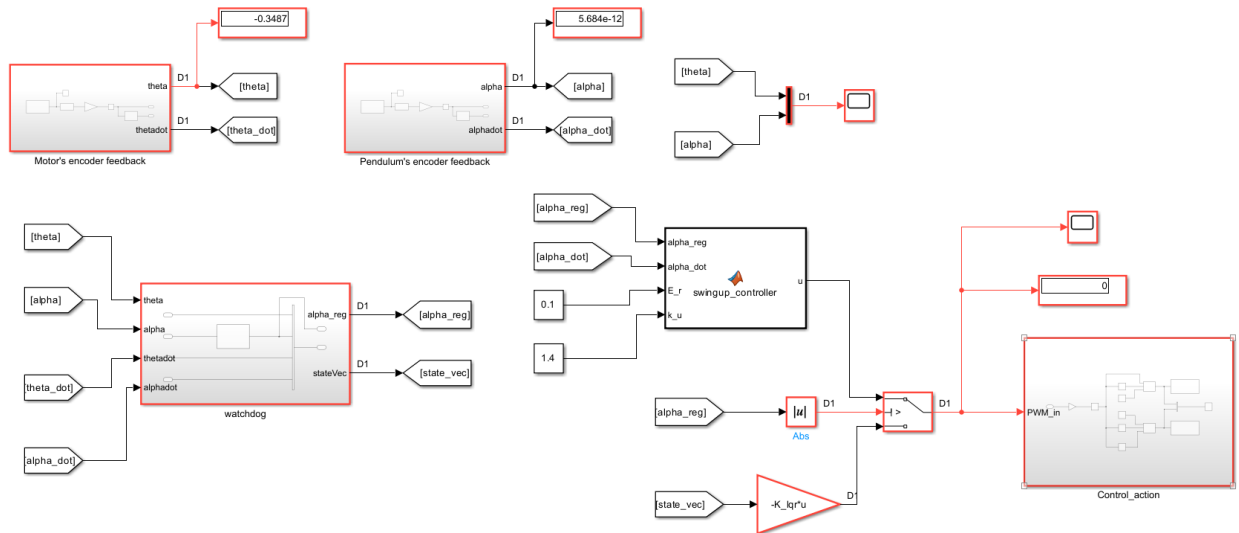 -0.3487
5.684e-12
theta
D1
[theta]
thetadot
D1
[theta_dot]
Motor's encoder feedback
alpha
D1
[alpha]
alphadot
D1
[alpha_dot]
Pendulum's encoder feedback
[theta]
D1
[alpha]
[theta]
[alpha]
[theta_dot]
[alpha_dot]
theta
alpha
thetadot
alphadot
alpha_reg
stateVec
D1
D1
[alpha_reg]
[state_vec]
watchdog
[alpha_reg]
[alpha_dot]
0.1
1.4
alpha_reg
alpha_dot
E_r
k_u
swingup_controller
u
[alpha_reg]
|u|
D1
Abs
>
D1
[state_vec]
-K_lqr*u
D1
0
PWM_in
Control_action